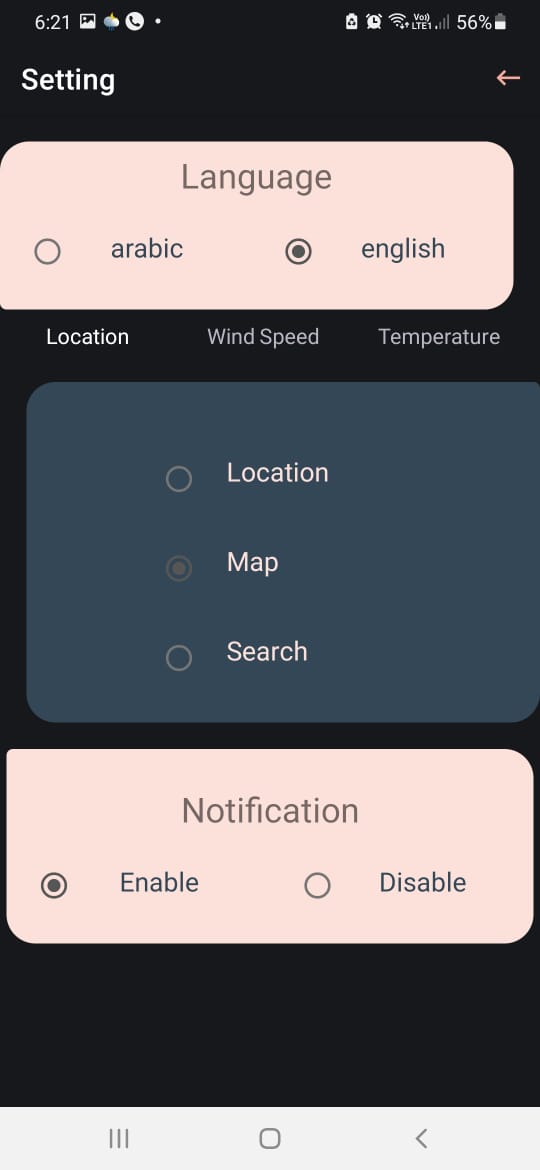 6:21 Vo)) LTE1 56%
Setting
Language
arabic english
Location Wind Speed Temperature
Location
Map
Search
Notification
Enable Disable